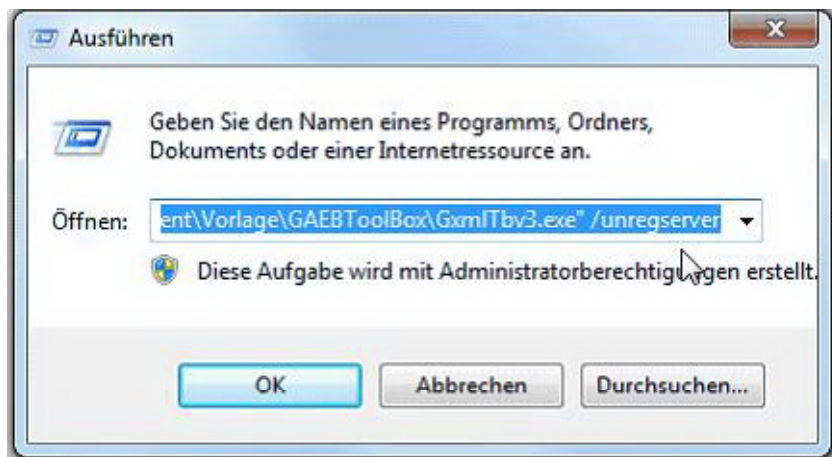 Ausführen
Geben Sie den Namen eines Programms, Ordners,
Dokuments oder einer Internetressource an.
Öffnen: ent\Vorlage\GAEBToolBox\GxmlTbv3.exe" /unregserver
Diese Aufgabe wird mit Administratorberechtigungen erstellt.
OK Abbrechen Durchsuchen...